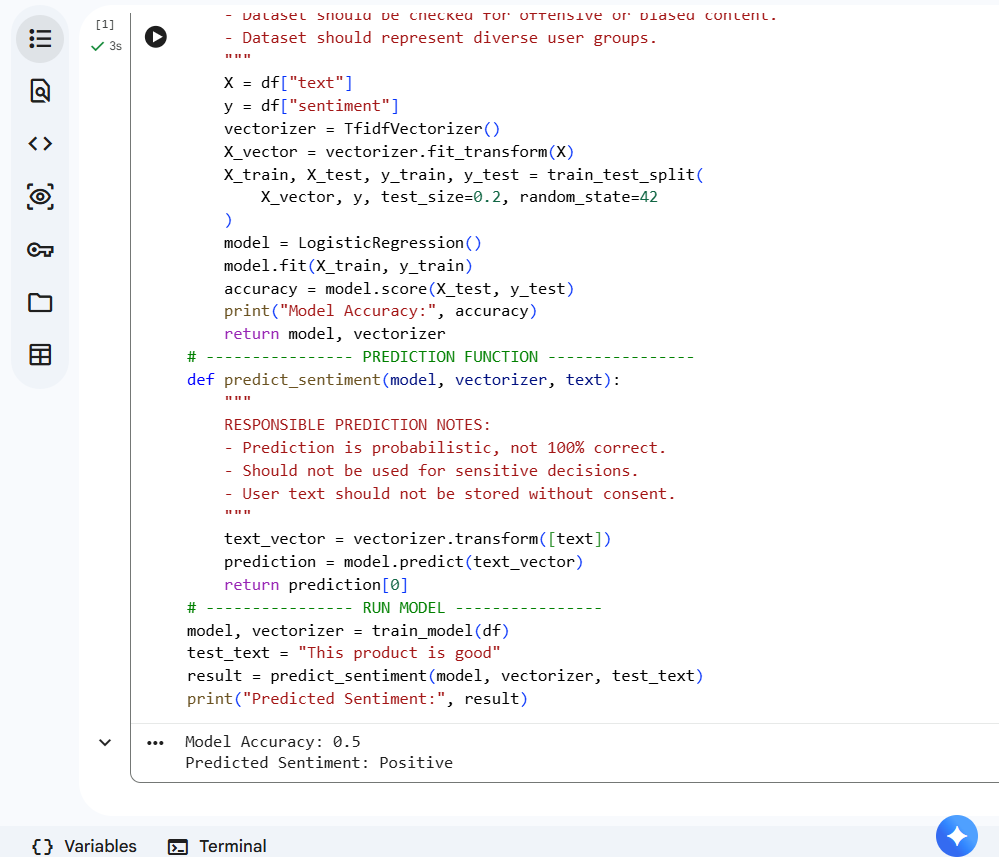 [1]
3s
- Dataset should be checked for offensive or biased content.
- Dataset should represent diverse user groups.
"""
X = df["text"]
y = df["sentiment"]
vectorizer = TfidfVectorizer()
X_vector = vectorizer.fit_transform(X)
X_train, X_test, y_train, y_test = train_test_split(
X_vector, y, test_size=0.2, random_state=42
)
model = LogisticRegression()
model.fit(X_train, y_train)
accuracy = model.score(X_test, y_test)
print("Model Accuracy:", accuracy)
return model, vectorizer
# ---------------- PREDICTION FUNCTION ----------------
def predict_sentiment(model, vectorizer, text):
"""
RESPONSIBLE PREDICTION NOTES:
- Prediction is probabilistic, not 100% correct.
- Should not be used for sensitive decisions.
- User text should not be stored without consent.
"""
text_vector = vectorizer.transform([text])
prediction = model.predict(text_vector)
return prediction[0]
# ---------------- RUN MODEL ----------------
model, vectorizer = train_model(df)
test_text = "This product is good"
result = predict_sentiment(model, vectorizer, test_text)
print("Predicted Sentiment:", result)
Model Accuracy: 0.5
Predicted Sentiment: Positive
{} Variables
Terminal